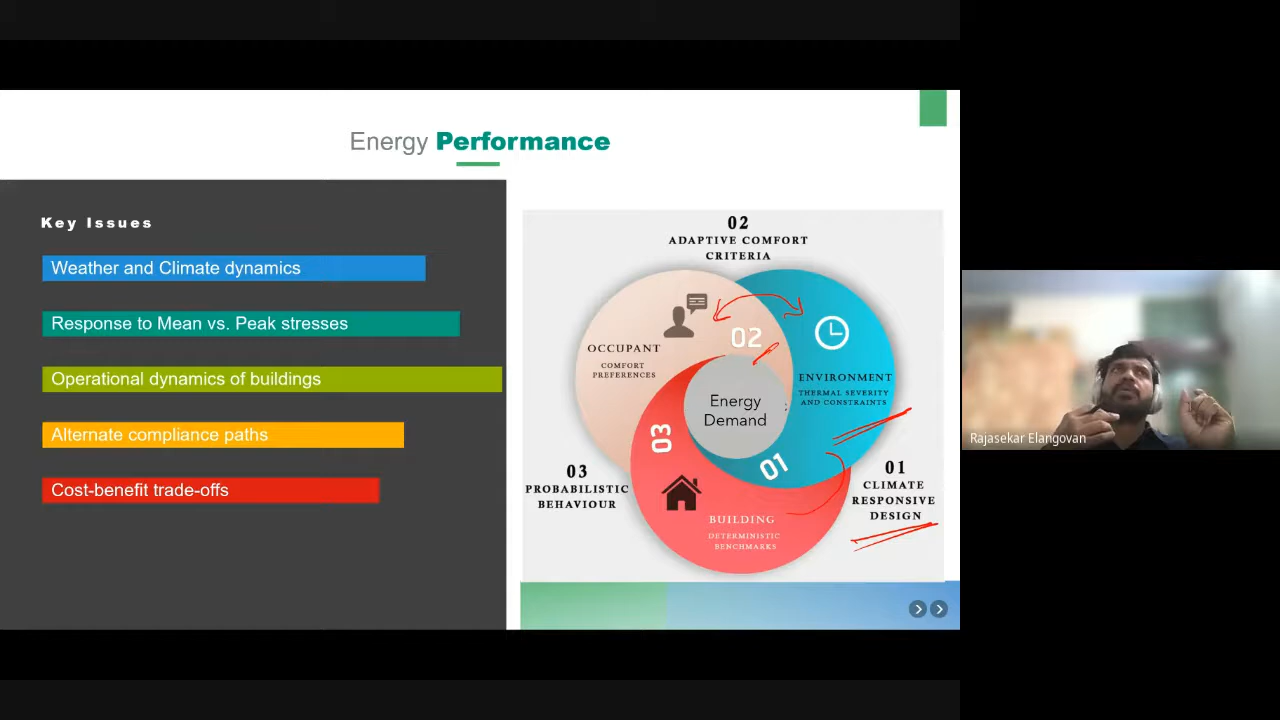 Energy Performance
Key Issues
Weather and Climate dynamics
Response to Mean vs. Peak stresses
Operational dynamics of buildings
Alternate compliance paths
Cost-benefit trade-offs
02
ADAPTIVE COMFORT
CRITERIA
02
OCCUPANT
COMFORT
PREFERENCES
ENVIRONMENT
THERMAL SEVERITY
AND CONSTRAINTS
Energy
Demand
03
01
03
PROBABILISTIC
BEHAVIOUR
01
CLIMATE
RESPONSIVE
DESIGN
BUILDING
DETERMINISTIC
BENCHMARKS
Rajasekar Elangovan